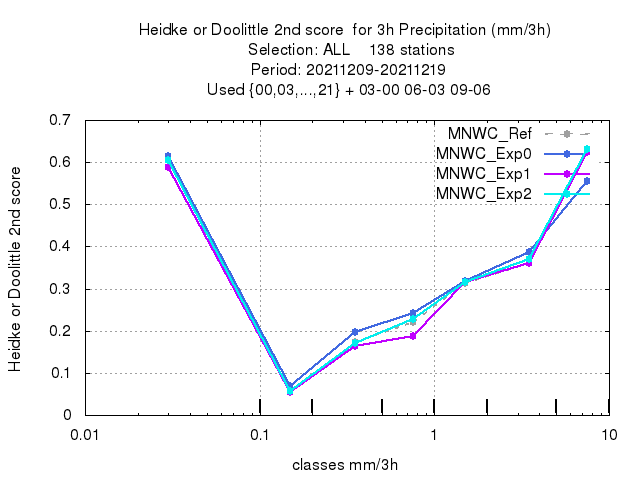 Heidke or Doolittle 2nd score  for 3h Precipitation (mm/3h)
Selection: ALL    138 stations
Period: 20211209-20211219
Used {00,03,...,21} + 03-00 06-03 09-06
MNWC_Ref
MNWC_Exp0
MNWC_Exp1
MNWC_Exp2
Heidke or Doolittle 2nd score
0.7
0.6
0.5
0.4
0.3
0.2
0.1
0
0.01
0.1
1
10
classes mm/3h